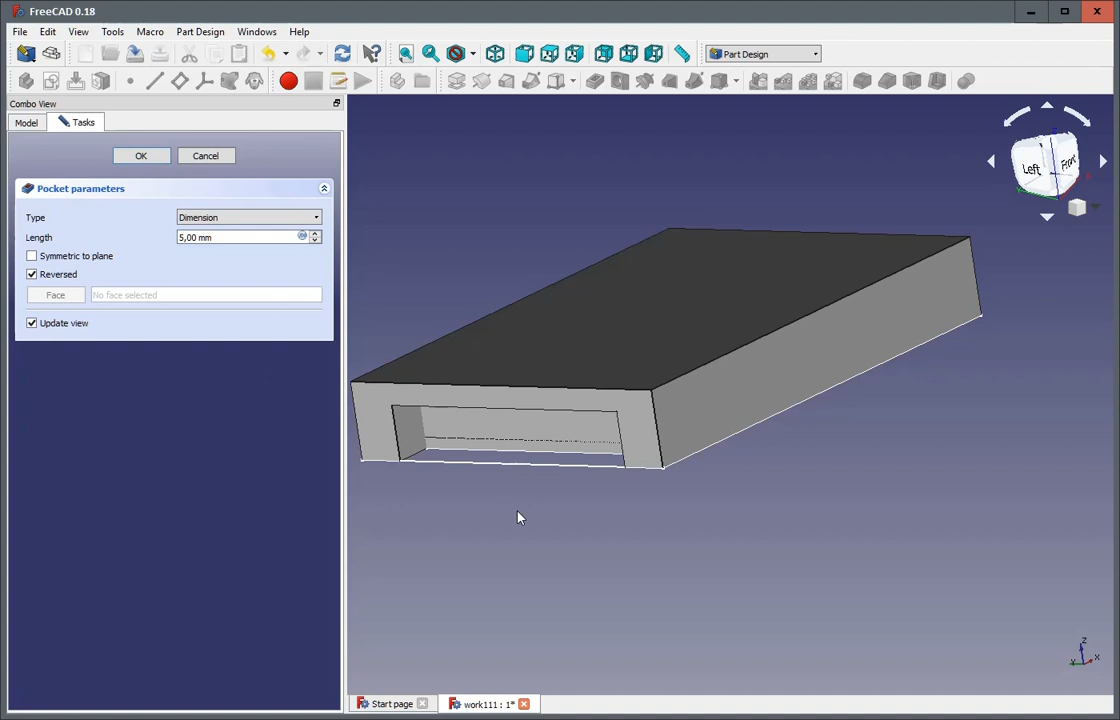 FreeCAD 0.18
File Edit View Tools Macro Part Design Windows Help
Part Design
Combo View
Model Tasks
OK Cancel
Pocket parameters
Type Dimension
Length 5,00 mm
Symmetric to plane
Reversed
Face No face selected
Update view
Left Front
Z
Y X
Start page work111 : 1*